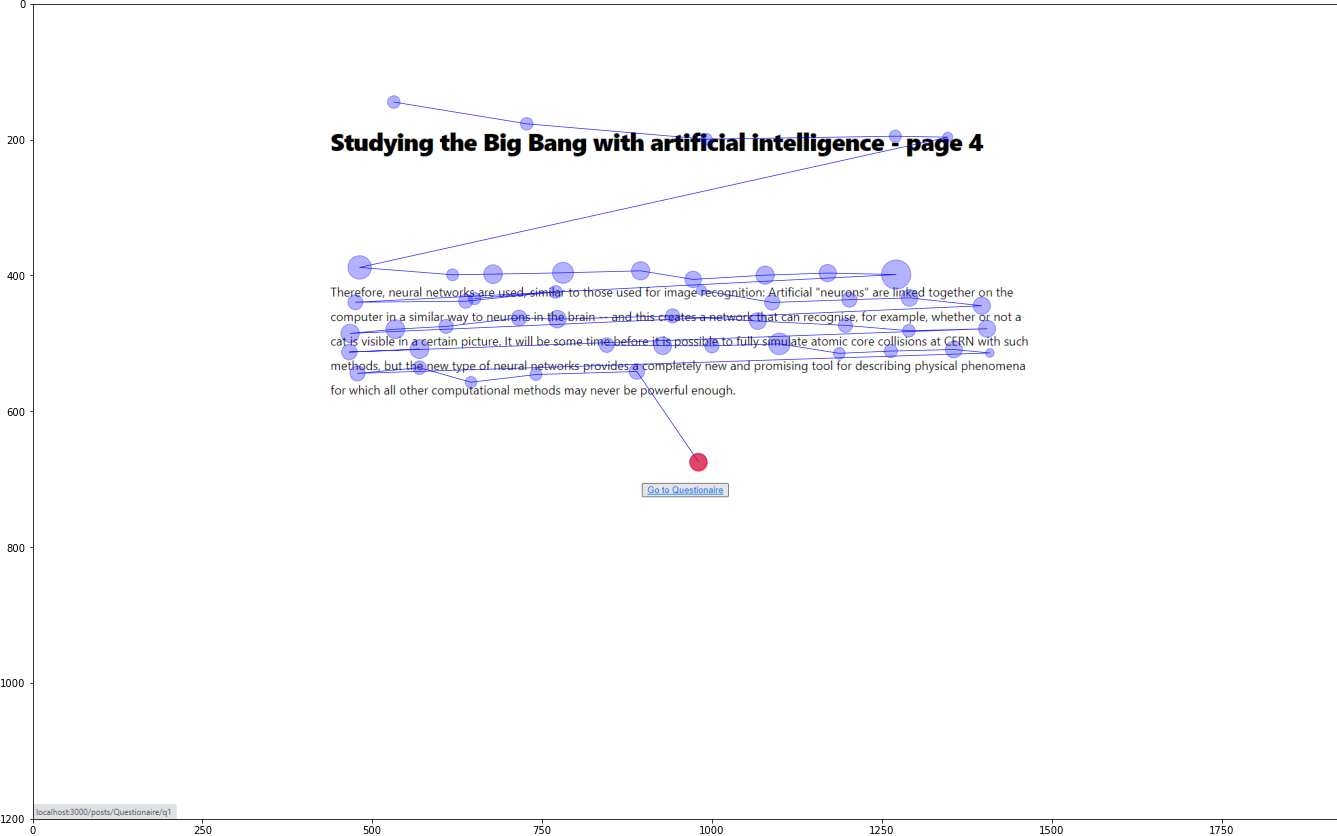 0
200
Studying the Big Bang with artificial intelligence - page 4
400
Therefore, neural networks are used, similar to those used for image recognition: Artificial "neurons" are linked together on the
computer in a similar way to neurons in the brain -- and this creates a network that can recognise, for example, whether or not a
cat is visible in a certain picture. It will be some time before it is possible to fully simulate atomic core collisions at CERN with such
methods, but the new type of neural networks provides a completely new and promising tool for describing physical phenomena
for which all other computational methods may never be powerful enough.
600
Go to Questionaire
800
1000
localhost:3000/posts/Questionaire/q1
1200
0 250 500 750 1000 1250 1500 1750